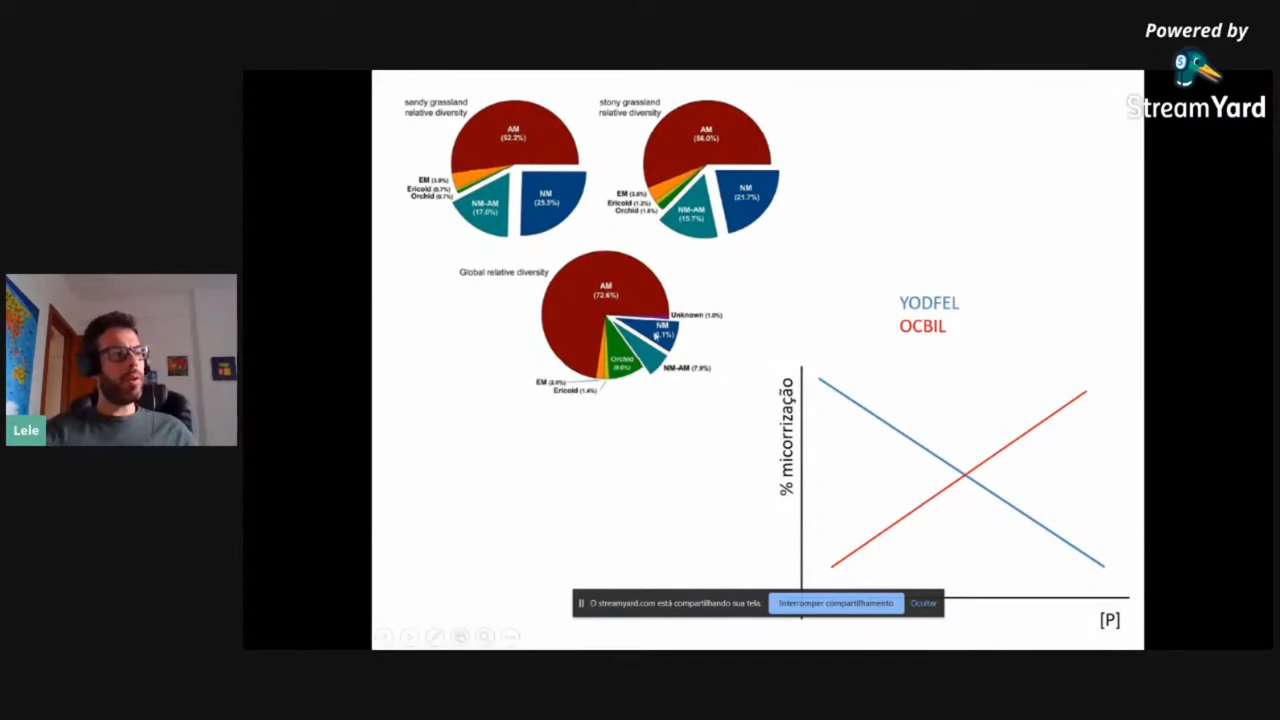 Powered by
StreamYard
sandy grassland
relative diversity
AM
(52.2%)
EM (3.9%)
Ericoid (0.7%)
Orchid (0.7%)
NM-AM
(17.0%)
NM
(25.5%)
stony grassland
relative diversity
AM
(56.0%)
EM (3.8%)
Ericoid (1.2%)
Orchid (1.8%)
NM-AM
(15.7%)
NM
(21.7%)
Global relative diversity
AM
(72.6%)
Unknown (1.0%)
NM
NM-AM (7.9%)
Orchid
EM (2.0%)
Ericoid (1.4%)
YODFEL
OCBIL
% micorrização
[P]
Lele
O streamyard.com está compartilhando sua tela.
Interromper compartilhamento
Ocultar